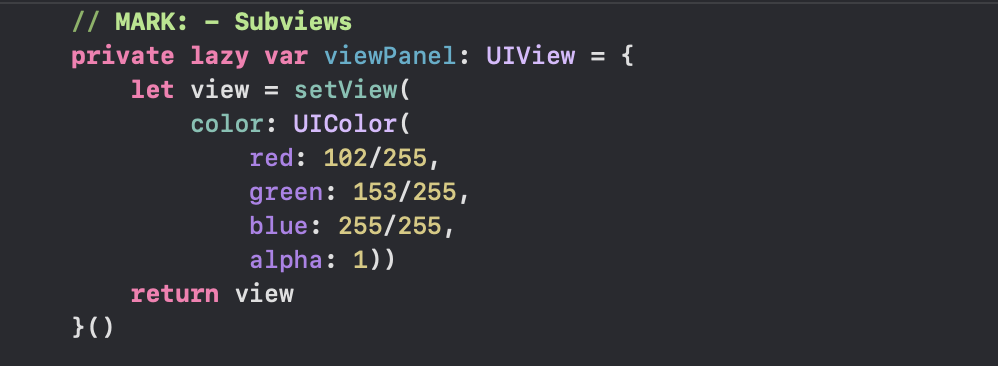 // MARK: - Subviews
private lazy var viewPanel: UIView = {
let view = setView(
color: UIColor(
red: 102/255,
green: 153/255,
blue: 255/255,
alpha: 1))
return view
}()